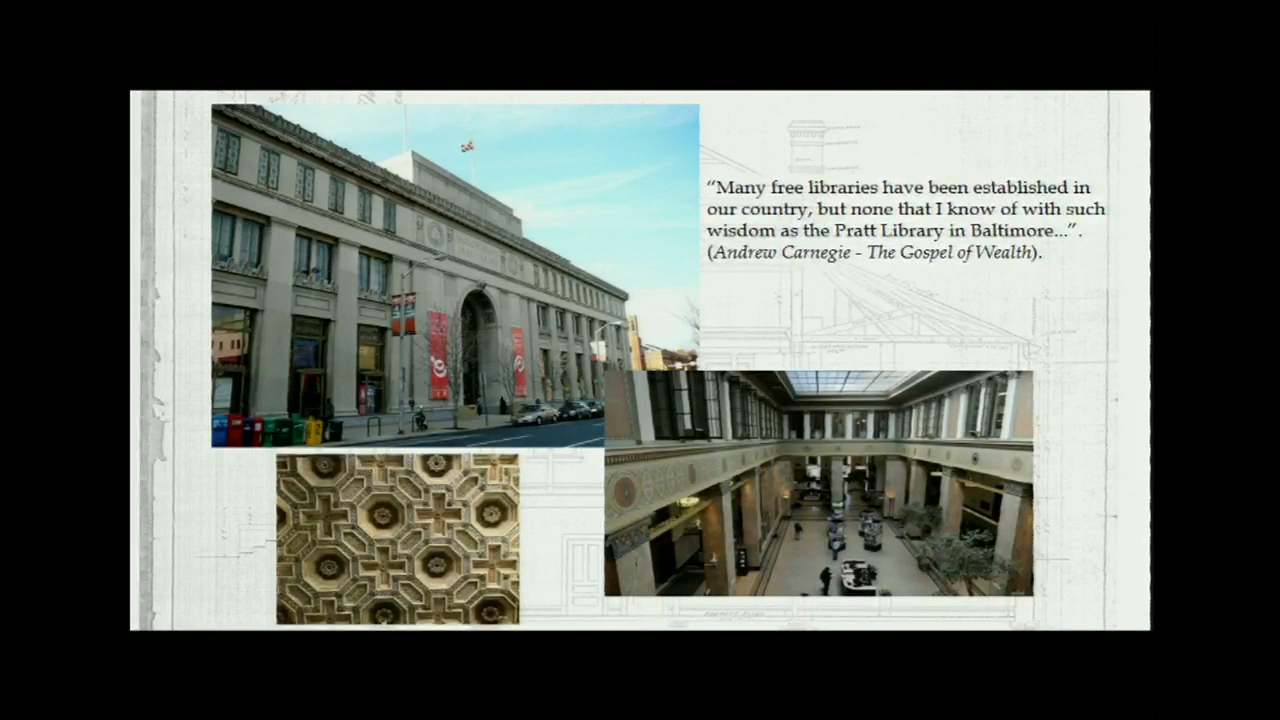 “Many free libraries have been established in
our country, but none that I know of with such
wisdom as the Pratt Library in Baltimore...”.
(Andrew Carnegie - The Gospel of Wealth).